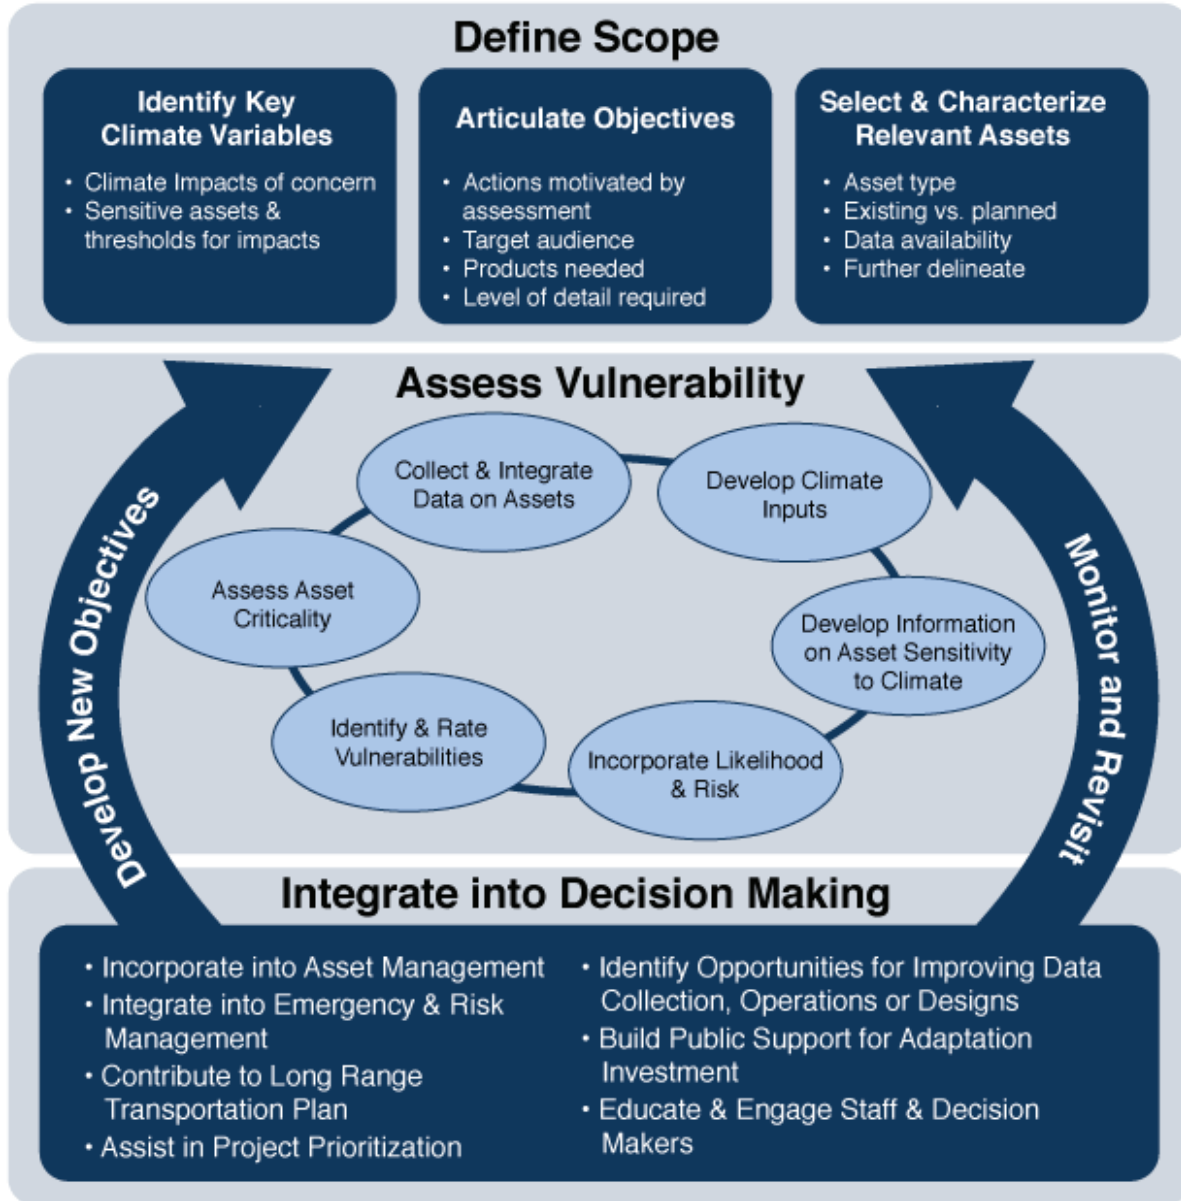 Define Scope
Identify Key
Climate Variables
• Climate Impacts of concern
• Sensitive assets &
thresholds for impacts
Articulate Objectives
• Actions motivated by
assessment
• Target audience
• Products needed
• Level of detail required
Select & Characterize
Relevant Assets
• Asset type
• Existing vs. planned
• Data availability
• Further delineate
Assess Vulnerability
Collect & Integrate
Data on Assets
Develop Climate
Inputs
Develop Information
on Asset Sensitivity
to Climate
Incorporate Likelihood
& Risk
Identify & Rate
Vulnerabilities
Assess Asset
Criticality
Develop New Objectives
Monitor and Revisit
Integrate into Decision Making
• Incorporate into Asset Management
• Integrate into Emergency & Risk
Management
• Contribute to Long Range
Transportation Plan
• Assist in Project Prioritization
• Identify Opportunities for Improving Data
Collection, Operations or Designs
• Build Public Support for Adaptation
Investment
• Educate & Engage Staff & Decision
Makers